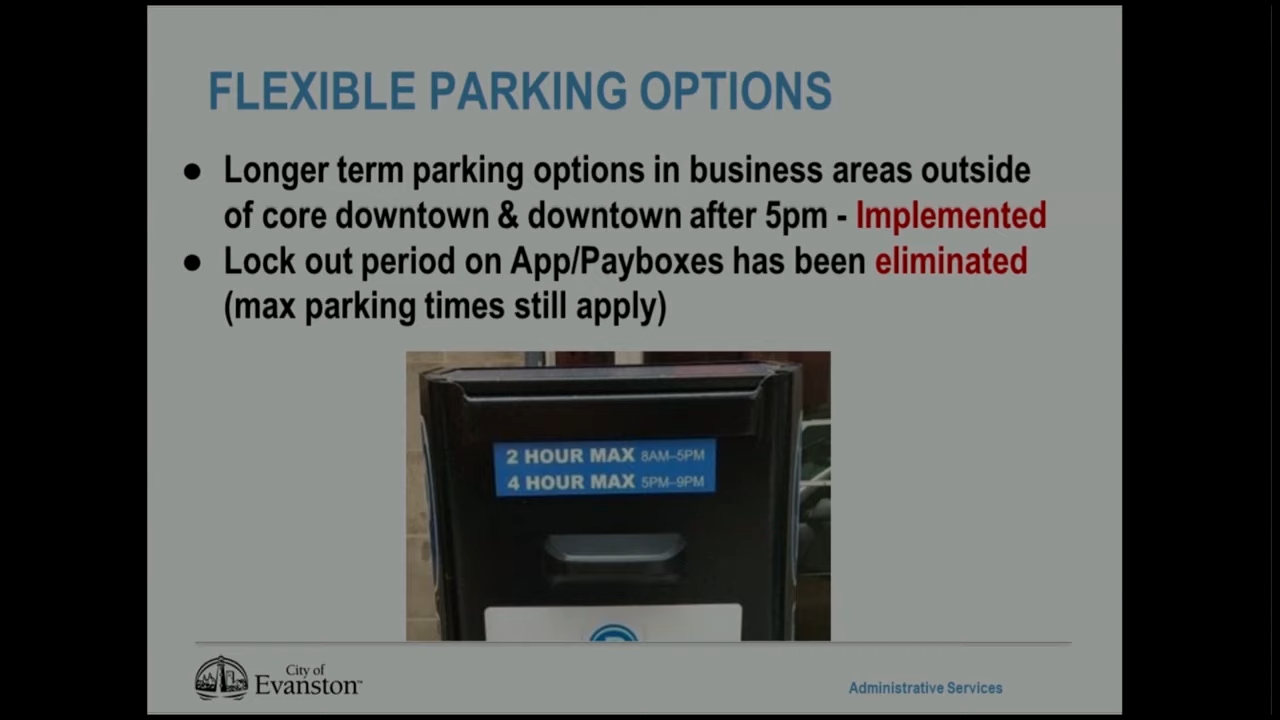 FLEXIBLE PARKING OPTIONS
● Longer term parking options in business areas outside
of core downtown & downtown after 5pm - Implemented
● Lock out period on App/Payboxes has been eliminated
(max parking times still apply)
2 HOUR MAX 8AM–5PM
4 HOUR MAX 5PM–9PM
City of
Evanston™
Administrative Services